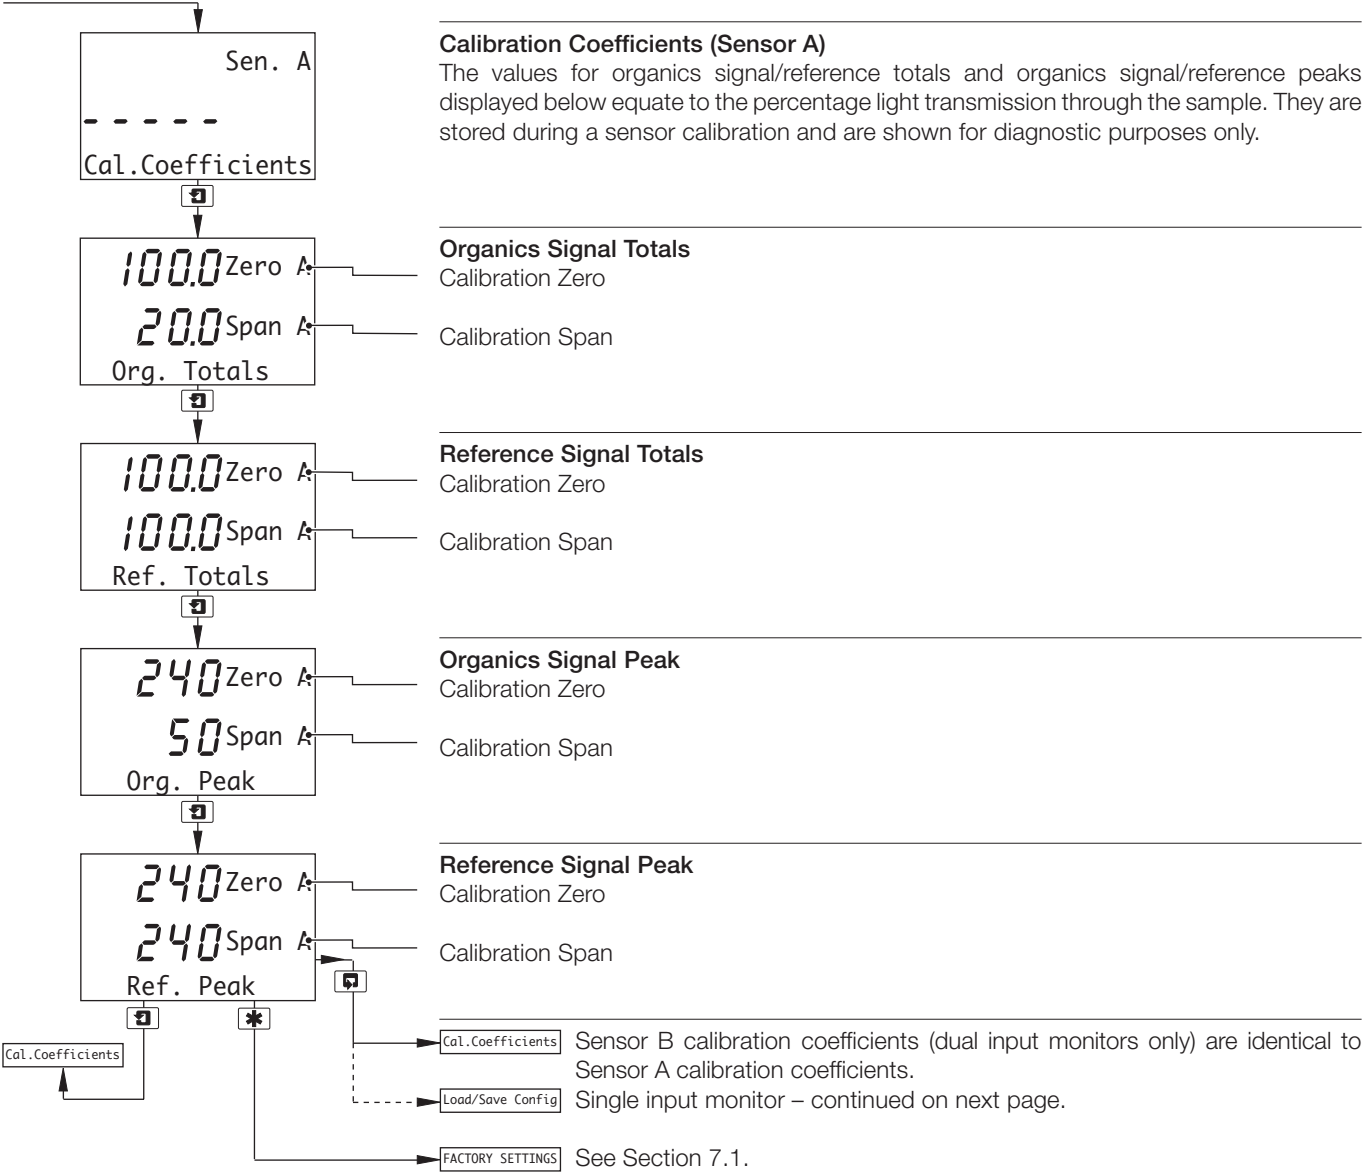 Sen. A
- - - - -
Cal.Coefficients
Calibration Coefficients (Sensor A)
The values for organics signal/reference totals and organics signal/reference peaks
displayed below equate to the percentage light transmission through the sample. They are
stored during a sensor calibration and are shown for diagnostic purposes only.
100.0 Zero A
20.0 Span A
Org. Totals
Organics Signal Totals
Calibration Zero
Calibration Span
100.0 Zero A
100.0 Span A
Ref. Totals
Reference Signal Totals
Calibration Zero
Calibration Span
240 Zero A
50 Span A
Org. Peak
Organics Signal Peak
Calibration Zero
Calibration Span
240 Zero A
240 Span A
Ref. Peak
Reference Signal Peak
Calibration Zero
Calibration Span
Cal.Coefficients
Cal.Coefficients Sensor B calibration coefficients (dual input monitors only) are identical to
Sensor A calibration coefficients.
Load/Save Config Single input monitor – continued on next page.
FACTORY SETTINGS See Section 7.1.